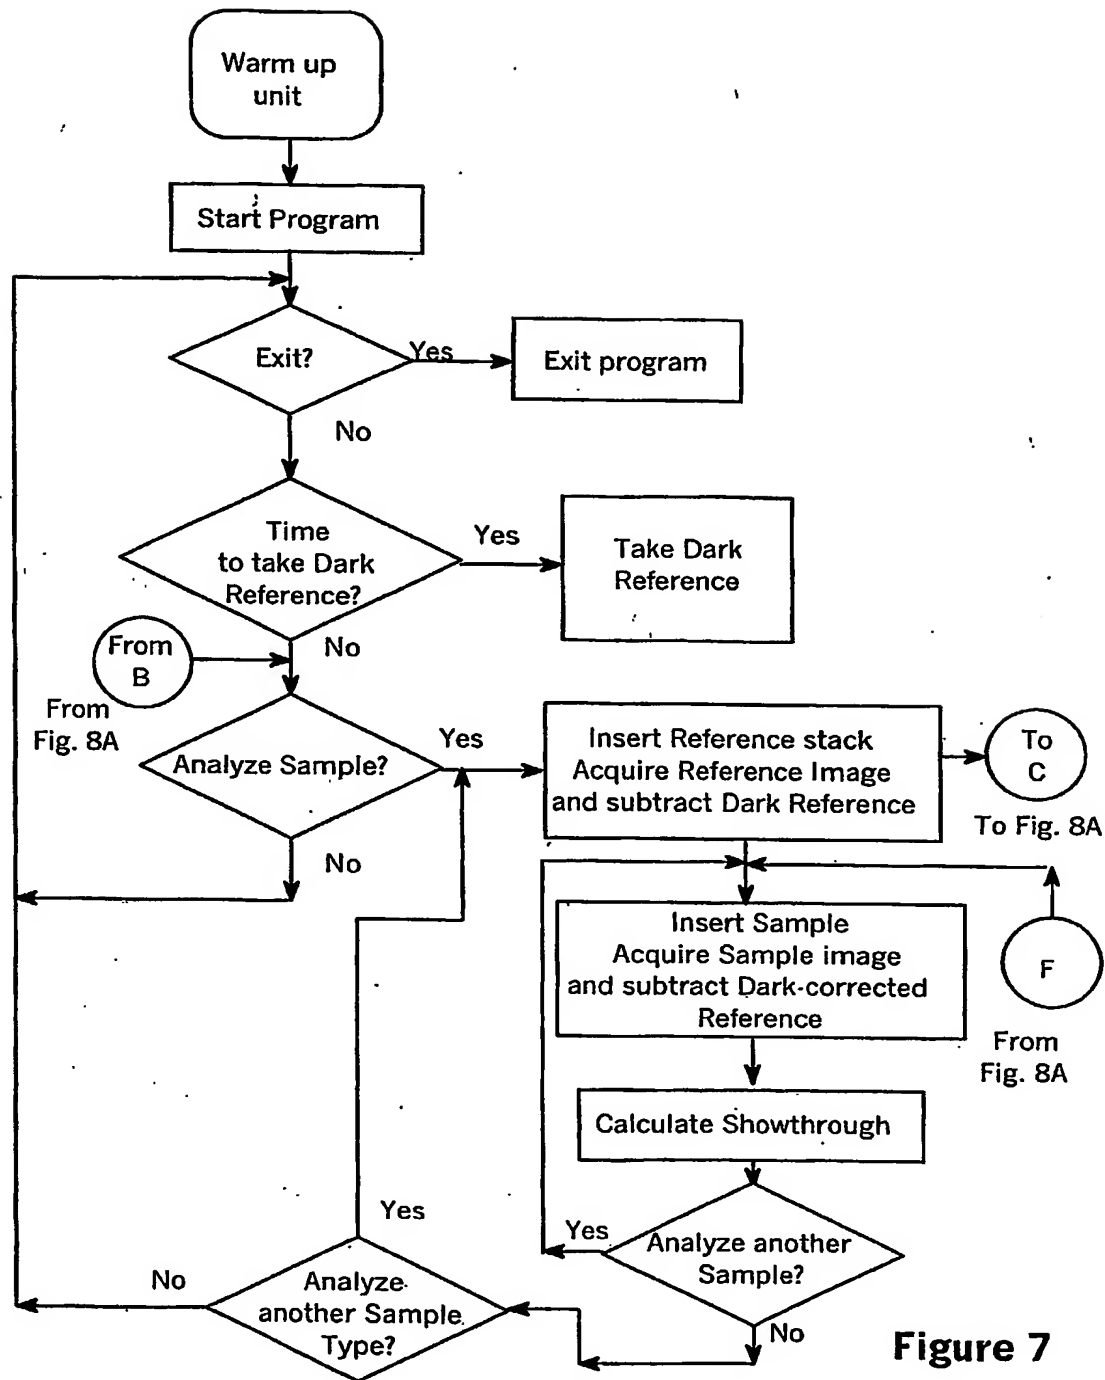 Warm up
unit
Start Program
Exit?
Yes
Exit program
No
Time
to take Dark
Reference?
Yes
Take Dark
Reference
No
From
B
From
Fig. 8A
Analyze Sample?
Yes
Insert Reference stack
Acquire Reference Image
and subtract Dark Reference
To
C
To Fig. 8A
No
Insert Sample
Acquire Sample image
and subtract Dark-corrected
Reference
F
From
Fig. 8A
Calculate Showthrough
Yes
Analyze another
Sample?
No
Yes
No
Analyze
another Sample
Type?
Figure 7